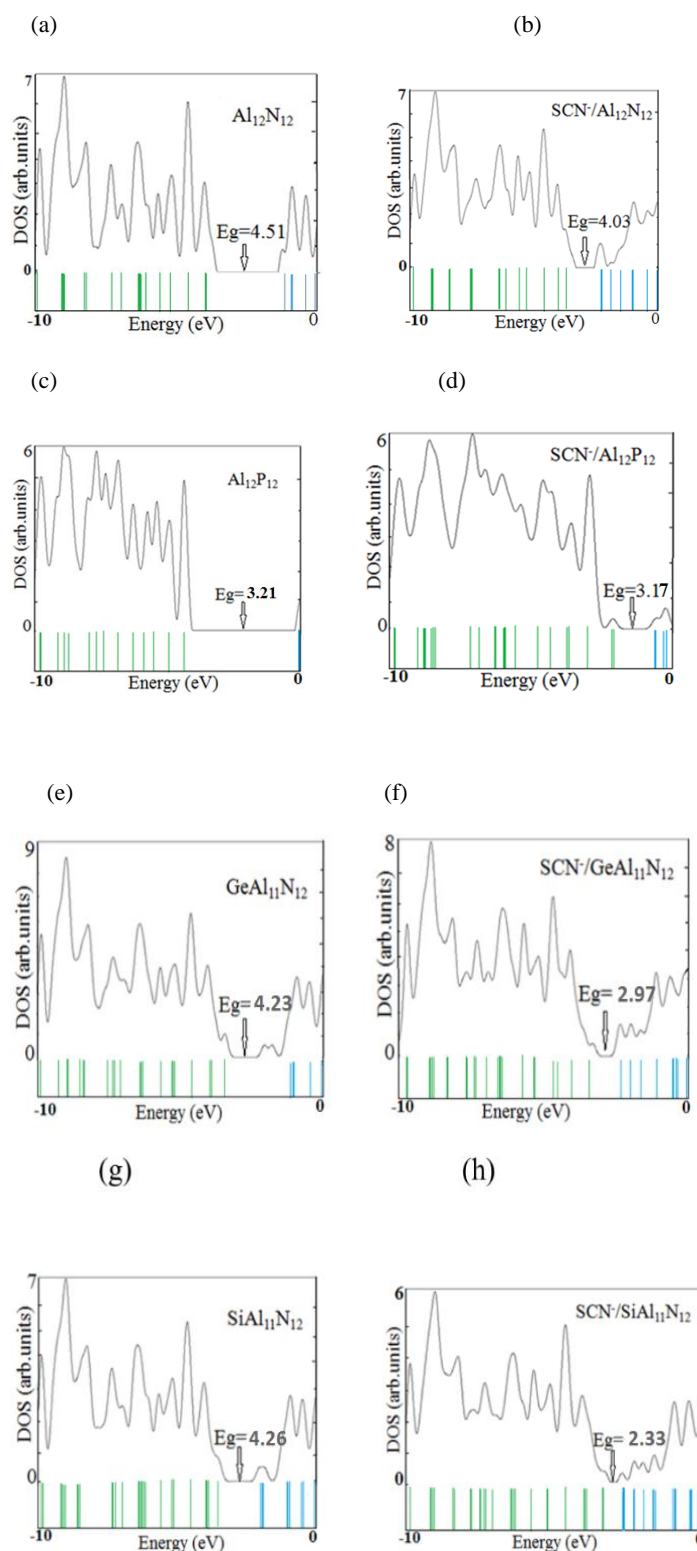 (a) (b)
7 7
Al₁₂N₁₂ SCN⁻/Al₁₂N₁₂
DOS (arb.units) DOS (arb.units)
Eg=4.51 Eg=4.03
0 0
-10 Energy (eV) 0 -10 Energy (eV) 0
(c) (d)
6 6
Al₁₂P₁₂ SCN⁻/Al₁₂P₁₂
DOS (arb.units) DOS (arb.units)
Eg=3.21 Eg=3.17
0 0
-10 Energy (eV) 0 -10 Energy (eV) 0
(e) (f)
9 8
GeAl₁₁N₁₂ SCN⁻/GeAl₁₁N₁₂
DOS (arb.units) DOS (arb.units)
Eg=4.23 Eg= 2.97
0 0
-10 Energy (eV) 0 -10 Energy (eV) 0
(g) (h)
7 6
SiAl₁₁N₁₂ SCN⁻/SiAl₁₁N₁₂
DOS (arb.units) DOS (arb.units)
Eg=4.26 Eg= 2.33
0 0
-10 Energy (eV) 0 -10 Energy (eV) 0